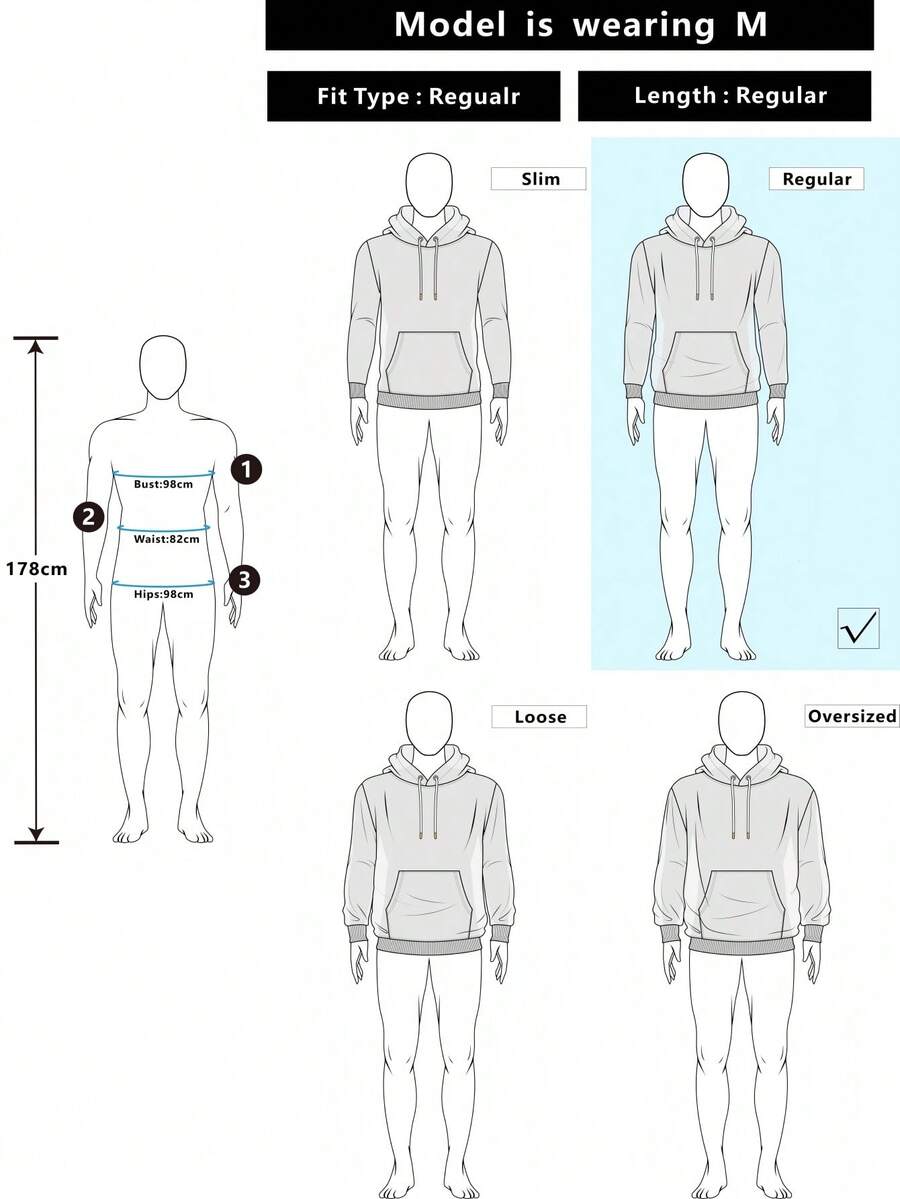 Model is wearing M
Fit Type : Regualr
Length : Regular
Slim
Regular
1
Bust:98cm
2
Waist:82cm
178cm
3
Hips:98cm
Loose
Oversized